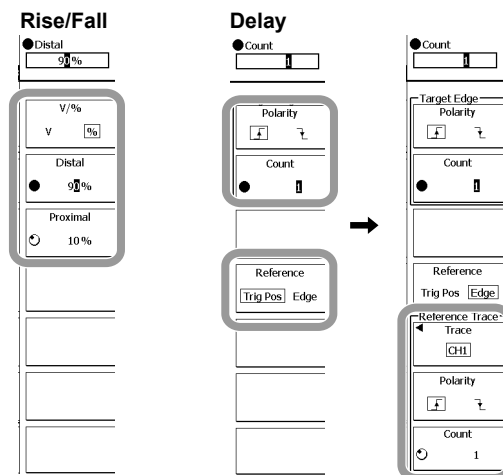 Rise/Fall
Distal
90%
V/%
V %
Distal
90%
Proximal
10%
Delay
Count
1
Polarity
Count
1
Reference
Trig Pos Edge
Count
1
Target Edge
Polarity
Count
1
Reference
Trig Pos Edge
Reference Trace
Trace
CH1
Polarity
Count
1